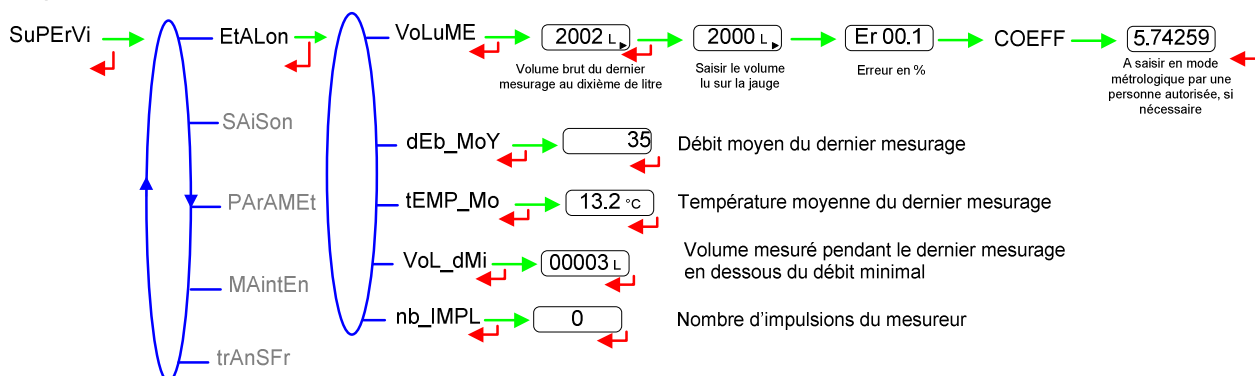 SuPErVi
EtALon
VoLuME
2002 L
2000 L
Er 00.1
COEFF
5.74259
Volume brut du dernier
mesurage au dixième de litre
Saisir le volume
lu sur la jauge
Erreur en %
A saisir en mode
métrologique par une
personne autorisée, si
nécessaire
SAiSon
dEb_MoY
35
Débit moyen du dernier mesurage
PArAMEt
tEMP_Mo
13.2 °C
Température moyenne du dernier mesurage
MAintEn
VoL_dMi
00003 L
Volume mesuré pendant le dernier mesurage
en dessous du débit minimal
nb_IMPL
0
Nombre d'impulsions du mesureur
trAnSFr